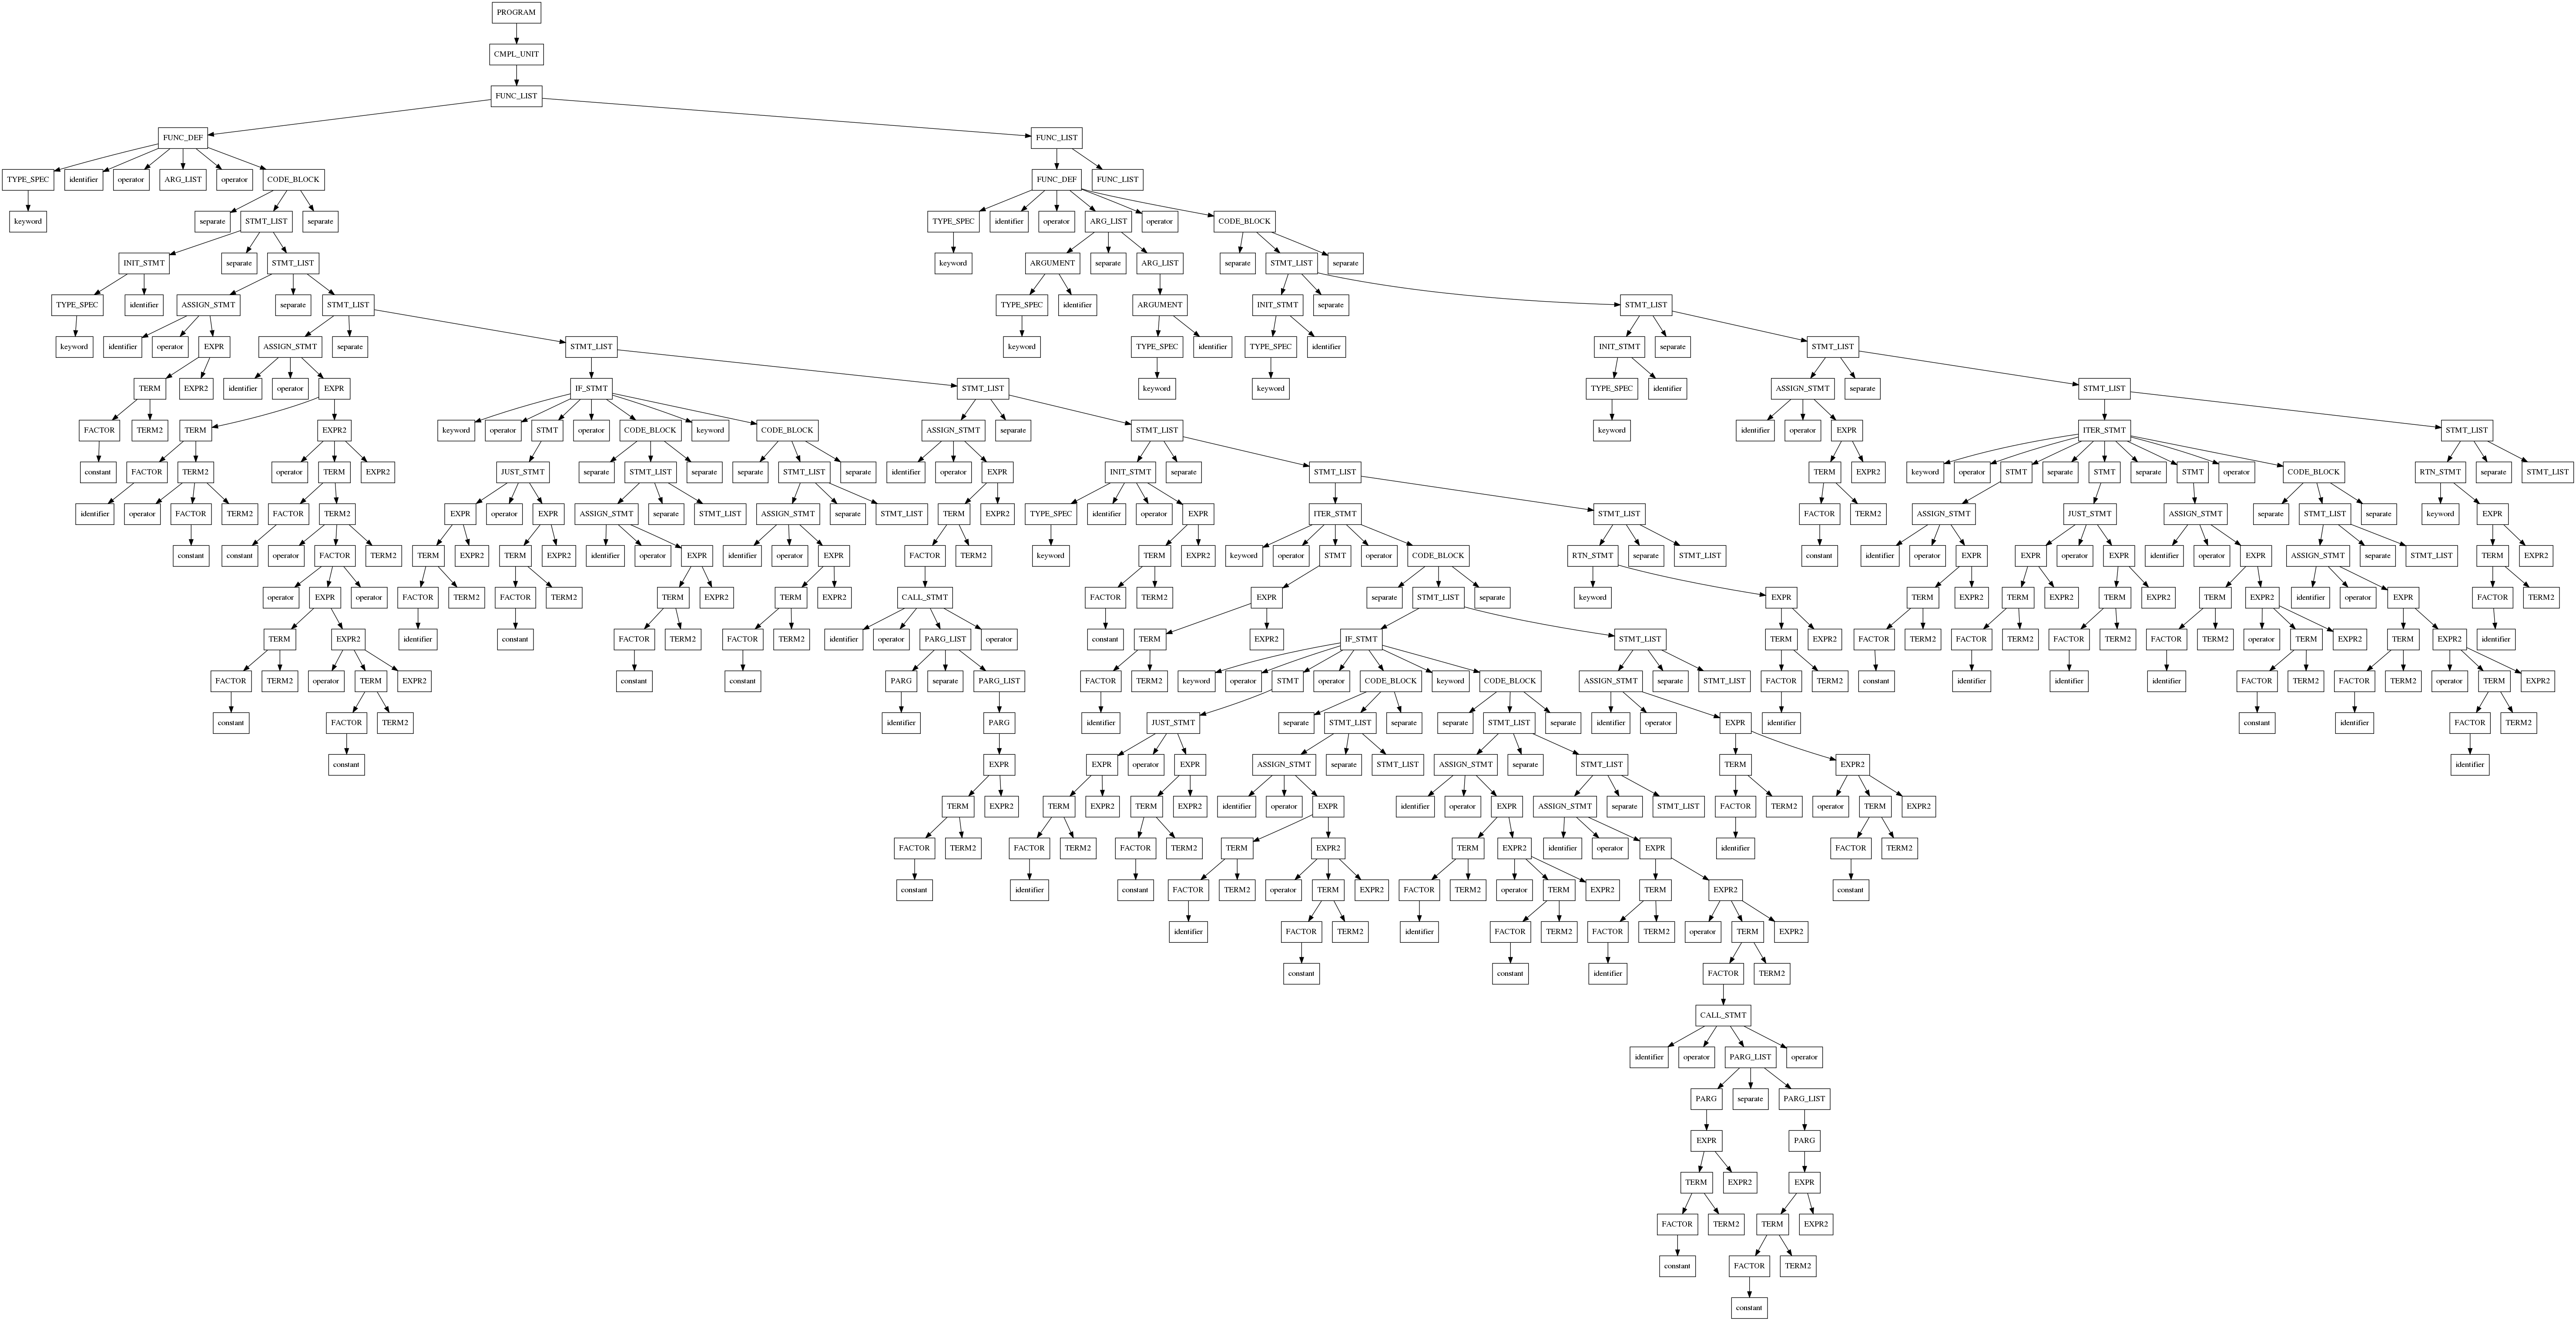 PROGRAM
CMPL_UNIT
FUNC_LIST
FUNC_DEF FUNC_LIST
TYPE_SPEC identifier operator ARG_LIST operator CODE_BLOCK FUNC_DEF FUNC_LIST
keyword separate STMT_LIST separate TYPE_SPEC identifier operator ARG_LIST operator CODE_BLOCK
INIT_STMT separate STMT_LIST keyword ARGUMENT separate ARG_LIST separate STMT_LIST separate
TYPE_SPEC identifier ASSIGN_STMT separate STMT_LIST TYPE_SPEC identifier ARGUMENT INIT_STMT separate STMT_LIST
keyword identifier operator EXPR ASSIGN_STMT separate STMT_LIST keyword TYPE_SPEC identifier TYPE_SPEC identifier INIT_STMT separate STMT_LIST
TERM EXPR2 identifier operator EXPR IF_STMT STMT_LIST keyword keyword TYPE_SPEC identifier ASSIGN_STMT separate STMT_LIST
FACTOR TERM2 TERM EXPR2 keyword operator STMT operator CODE_BLOCK keyword CODE_BLOCK ASSIGN_STMT separate STMT_LIST keyword identifier operator EXPR ITER_STMT STMT_LIST
constant FACTOR TERM2 operator TERM EXPR2 JUST_STMT separate STMT_LIST separate separate STMT_LIST separate identifier operator EXPR INIT_STMT separate STMT_LIST TERM EXPR2 keyword operator STMT separate STMT separate STMT operator CODE_BLOCK RTN_STMT separate STMT_LIST
identifier operator FACTOR TERM2 FACTOR TERM2 EXPR operator EXPR ASSIGN_STMT separate STMT_LIST ASSIGN_STMT separate STMT_LIST TERM EXPR2 TYPE_SPEC identifier operator EXPR ITER_STMT STMT_LIST FACTOR TERM2 ASSIGN_STMT JUST_STMT ASSIGN_STMT separate STMT_LIST separate keyword EXPR
constant constant operator FACTOR TERM2 TERM EXPR2 TERM EXPR2 identifier operator EXPR identifier operator EXPR FACTOR TERM2 keyword TERM EXPR2 keyword operator STMT operator CODE_BLOCK RTN_STMT separate STMT_LIST constant identifier operator EXPR EXPR operator EXPR identifier operator EXPR ASSIGN_STMT separate STMT_LIST TERM EXPR2
operator EXPR operator FACTOR TERM2 FACTOR TERM2 TERM EXPR2 TERM EXPR2 CALL_STMT FACTOR TERM2 EXPR separate STMT_LIST separate keyword EXPR TERM EXPR2 TERM EXPR2 TERM EXPR2 TERM EXPR2 identifier operator EXPR FACTOR TERM2
TERM EXPR2 identifier constant FACTOR TERM2 FACTOR TERM2 identifier operator PARG_LIST operator constant TERM EXPR2 IF_STMT STMT_LIST TERM EXPR2 FACTOR TERM2 FACTOR TERM2 FACTOR TERM2 FACTOR TERM2 operator TERM EXPR2 TERM EXPR2 identifier
FACTOR TERM2 operator TERM EXPR2 constant constant PARG separate PARG_LIST FACTOR TERM2 keyword operator STMT operator CODE_BLOCK keyword CODE_BLOCK ASSIGN_STMT separate STMT_LIST FACTOR TERM2 constant identifier identifier identifier FACTOR TERM2 FACTOR TERM2 operator TERM EXPR2
constant FACTOR TERM2 identifier PARG identifier JUST_STMT separate STMT_LIST separate separate STMT_LIST separate identifier operator EXPR identifier constant identifier FACTOR TERM2
constant EXPR EXPR operator EXPR ASSIGN_STMT separate STMT_LIST ASSIGN_STMT separate STMT_LIST TERM EXPR2 identifier
TERM EXPR2 TERM EXPR2 TERM EXPR2 identifier operator EXPR identifier operator EXPR ASSIGN_STMT separate STMT_LIST FACTOR TERM2 operator TERM EXPR2
FACTOR TERM2 FACTOR TERM2 FACTOR TERM2 TERM EXPR2 TERM EXPR2 identifier operator EXPR identifier FACTOR TERM2
constant identifier constant FACTOR TERM2 operator TERM EXPR2 FACTOR TERM2 operator TERM EXPR2 TERM EXPR2 constant
identifier FACTOR TERM2 identifier FACTOR TERM2 FACTOR TERM2 operator TERM EXPR2
constant constant identifier FACTOR TERM2
CALL_STMT
identifier operator PARG_LIST operator
PARG separate PARG_LIST
EXPR PARG
TERM EXPR2 EXPR
FACTOR TERM2 TERM EXPR2
constant FACTOR TERM2
constant